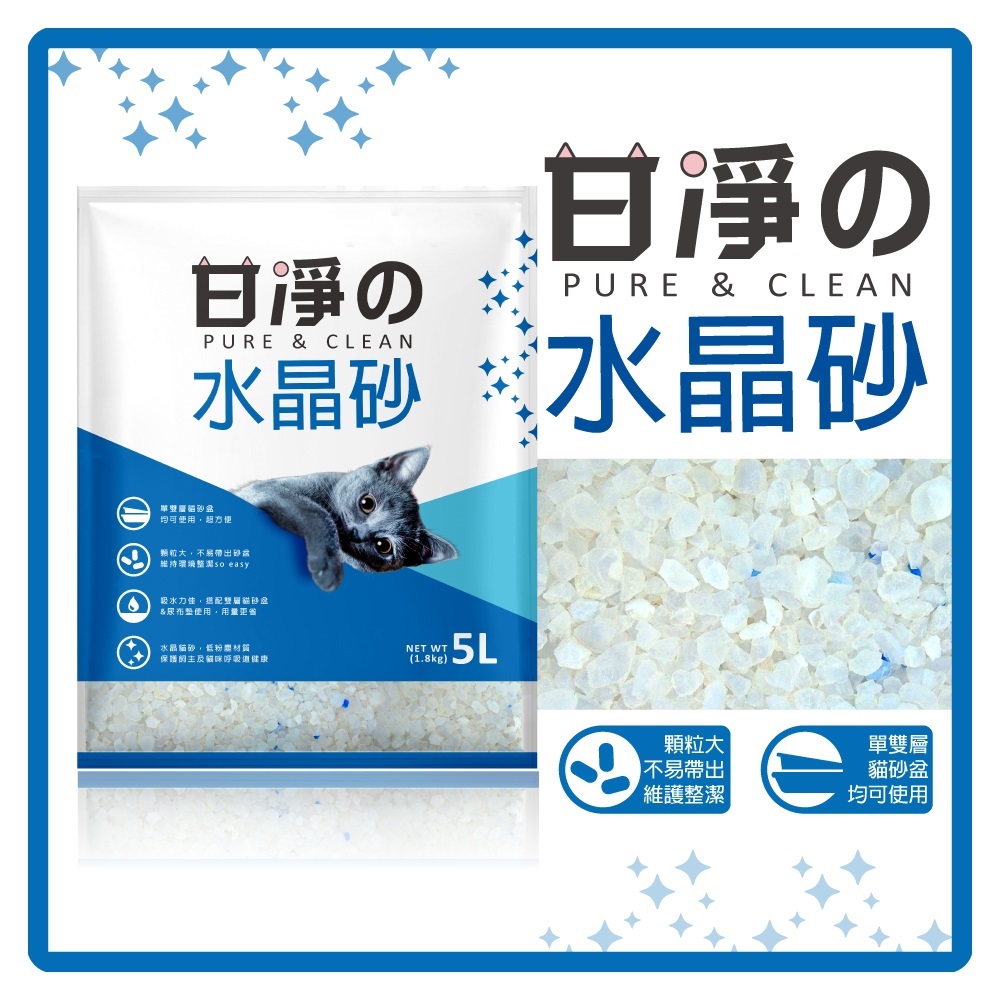 甘淨の
PURE & CLEAN
水晶砂
單雙層貓砂盆
均可使用，超方便
顆粒大，不易帶出砂盆
維持環境整潔so easy
吸水力佳，搭配雙層貓砂盆
&尿布墊使用，用量更省
水晶貓砂，低粉塵材質
保護飼主及貓咪呼吸道健康
NET WT
(1.8kg) 5L
甘淨の
PURE & CLEAN
水晶砂
顆粒大
不易帶出
維護整潔
單雙層
貓砂盆
均可使用